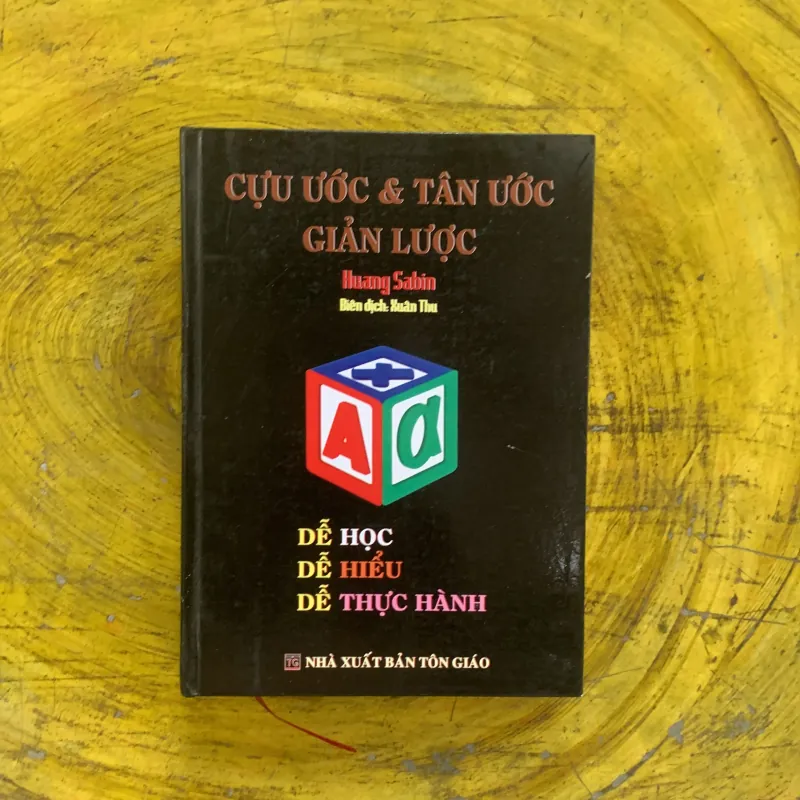 CỰU ƯỚC & TÂN ƯỚC
GIẢN LƯỢC
Huang Sabin
Biên dịch: Xuân Thu
A α
DỄ HỌC
DỄ HIỂU
DỄ THỰC HÀNH
TG NHÀ XUẤT BẢN TÔN GIÁO